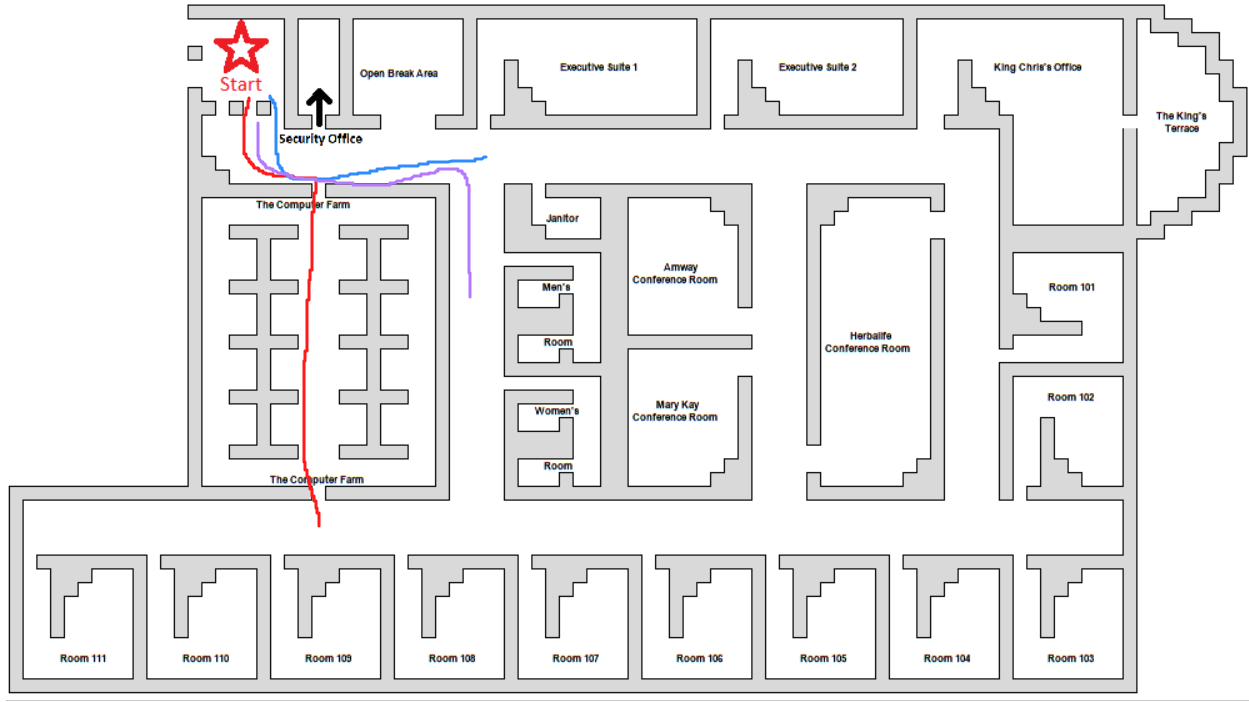 Start
Open Break Area
Executive Suite 1
Executive Suite 2
King Chris's Office
The King's
Terrace
Security Office
The Computer Farm
Janitor
Amway
Conference Room
Men's
Room
Room 101
Herbalife
Conference Room
Mary Kay
Conference Room
Women's
Room
Room 102
The Computer Farm
Room 111
Room 110
Room 109
Room 108
Room 107
Room 106
Room 105
Room 104
Room 103